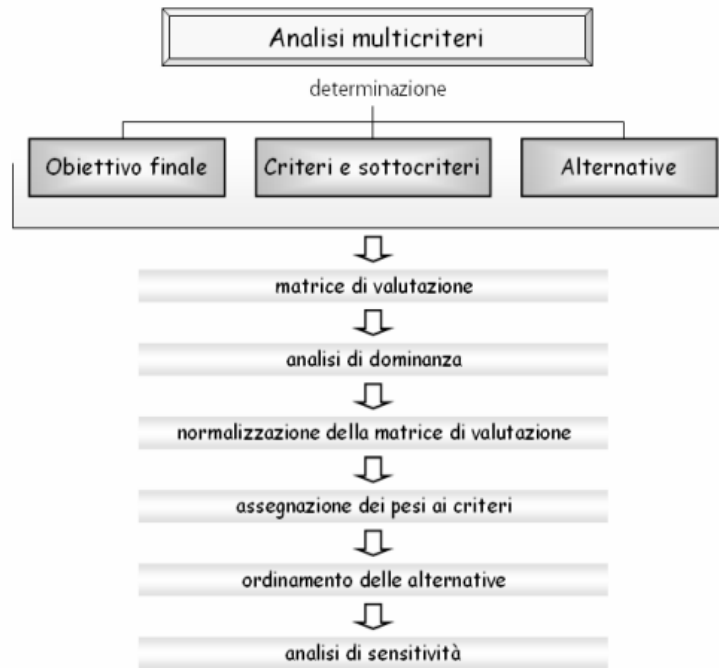 Analisi multicriteri
determinazione
Obiettivo finale
Criteri e sottocriteri
Alternative
matrice di valutazione
analisi di dominanza
normalizzazione della matrice di valutazione
assegnazione dei pesi ai criteri
ordinamento delle alternative
analisi di sensitività